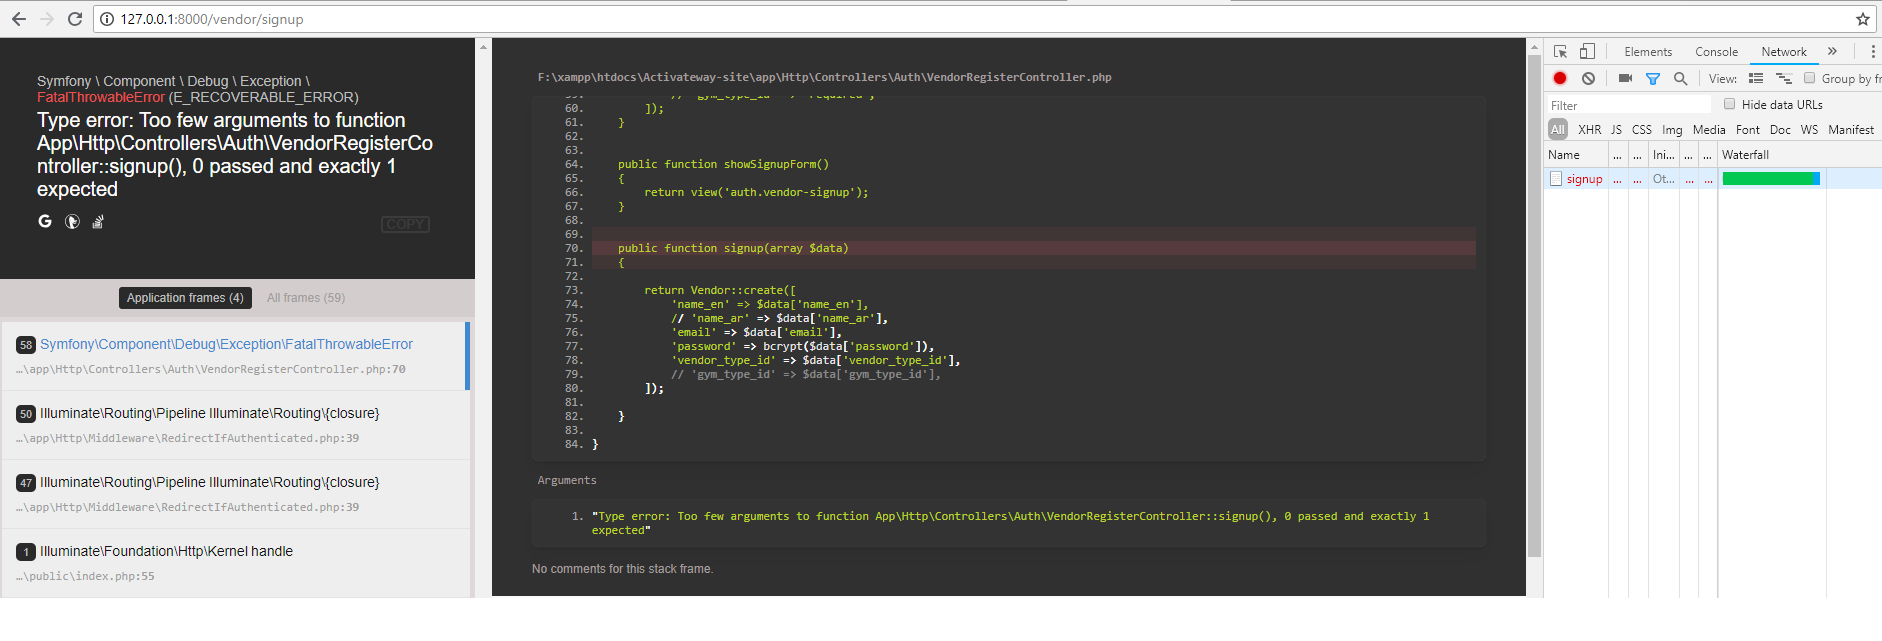 127.0.0.1:8000/vendor/signup
Symfony \ Component \ Debug \ Exception \
FatalThrowableError (E_RECOVERABLE_ERROR)
Type error: Too few arguments to function
App\Http\Controllers\Auth\VendorRegisterCo
ntroller::signup(), 0 passed and exactly 1
expected
COPY
Application frames (4) All frames (59)
58 Symfony\Component\Debug\Exception\FatalThrowableError
…\app\Http\Controllers\Auth\VendorRegisterController.php:70
50 Illuminate\Routing\Pipeline Illuminate\Routing\{closure}
…\app\Http\Middleware\RedirectIfAuthenticated.php:39
47 Illuminate\Routing\Pipeline Illuminate\Routing\{closure}
…\app\Http\Middleware\RedirectIfAuthenticated.php:39
1 Illuminate\Foundation\Http\Kernel handle
…\public\index.php:55
F:\xampp\htdocs\Activateway-site\app\Http\Controllers\Auth\VendorRegisterController.php
59. // 'gym_type_id' => 'required',
60. ]);
61. }
62.
63.
64. public function showSignupForm()
65. {
66. return view('auth.vendor-signup');
67. }
68.
69.
70. public function signup(array $data)
71. {
72.
73. return Vendor::create([
74. 'name_en' => $data['name_en'],
75. // 'name_ar' => $data['name_ar'],
76. 'email' => $data['email'],
77. 'password' => bcrypt($data['password']),
78. 'vendor_type_id' => $data['vendor_type_id'],
79. // 'gym_type_id' => $data['gym_type_id'],
80. ]);
81.
82. }
83.
84. }
Arguments
1. "Type error: Too few arguments to function App\Http\Controllers\Auth\VendorRegisterController::signup(), 0 passed and exactly 1
expected"
No comments for this stack frame.
Elements Console Network »
View: Group by fr
Filter Hide data URLs
All XHR JS CSS Img Media Font Doc WS Manifest
Name ... ... Ini... ... ... Waterfall
signup ... ... Ot... ... ...